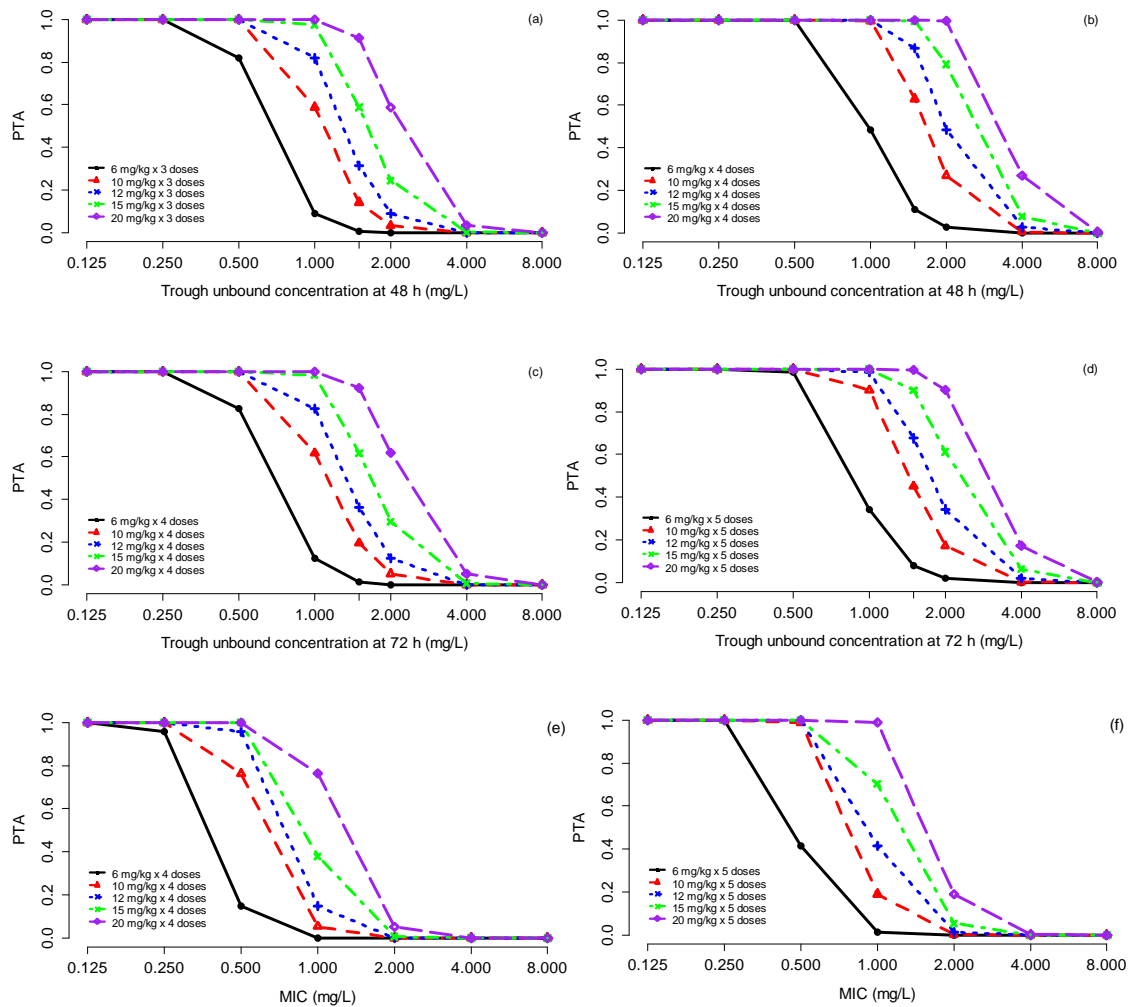 (a)
PTA
0.0 0.2 0.4 0.6 0.8 1.0
6 mg/kg x 3 doses
10 mg/kg x 3 doses
12 mg/kg x 3 doses
15 mg/kg x 3 doses
20 mg/kg x 3 doses
0.125 0.250 0.500 1.000 2.000 4.000 8.000
Trough unbound concentration at 48 h (mg/L)
(b)
PTA
0.0 0.2 0.4 0.6 0.8 1.0
6 mg/kg x 4 doses
10 mg/kg x 4 doses
12 mg/kg x 4 doses
15 mg/kg x 4 doses
20 mg/kg x 4 doses
0.125 0.250 0.500 1.000 2.000 4.000 8.000
Trough unbound concentration at 48 h (mg/L)
(c)
PTA
0.0 0.2 0.4 0.6 0.8 1.0
6 mg/kg x 4 doses
10 mg/kg x 4 doses
12 mg/kg x 4 doses
15 mg/kg x 4 doses
20 mg/kg x 4 doses
0.125 0.250 0.500 1.000 2.000 4.000 8.000
Trough unbound concentration at 72 h (mg/L)
(d)
PTA
0.0 0.2 0.4 0.6 0.8 1.0
6 mg/kg x 5 doses
10 mg/kg x 5 doses
12 mg/kg x 5 doses
15 mg/kg x 5 doses
20 mg/kg x 5 doses
0.125 0.250 0.500 1.000 2.000 4.000 8.000
Trough unbound concentration at 72 h (mg/L)
(e)
PTA
0.0 0.2 0.4 0.6 0.8 1.0
6 mg/kg x 4 doses
10 mg/kg x 4 doses
12 mg/kg x 4 doses
15 mg/kg x 4 doses
20 mg/kg x 4 doses
0.125 0.250 0.500 1.000 2.000 4.000 8.000
MIC (mg/L)
(f)
PTA
0.0 0.2 0.4 0.6 0.8 1.0
6 mg/kg x 5 doses
10 mg/kg x 5 doses
12 mg/kg x 5 doses
15 mg/kg x 5 doses
20 mg/kg x 5 doses
0.125 0.250 0.500 1.000 2.000 4.000 8.000
MIC (mg/L)